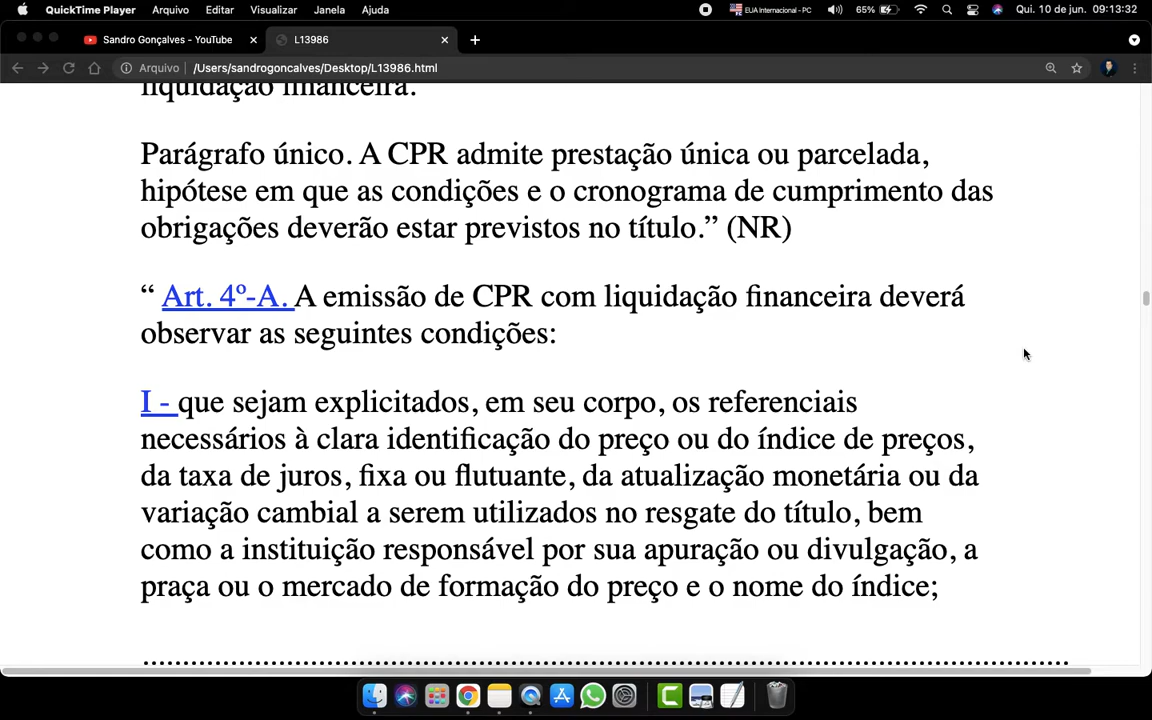 QuickTime Player Arquivo Editar Visualizar Janela Ajuda EUA Internacional - PC 65% Qui. 10 de jun. 09:13:32
Sandro Gonçalves - YouTube L13986
Arquivo /Users/sandrogoncalves/Desktop/L13986.html
liquidação financeira.
Parágrafo único. A CPR admite prestação única ou parcelada,
hipótese em que as condições e o cronograma de cumprimento das
obrigações deverão estar previstos no título.” (NR)
“ Art. 4º-A. A emissão de CPR com liquidação financeira deverá
observar as seguintes condições:
I - que sejam explicitados, em seu corpo, os referenciais
necessários à clara identificação do preço ou do índice de preços,
da taxa de juros, fixa ou flutuante, da atualização monetária ou da
variação cambial a serem utilizados no resgate do título, bem
como a instituição responsável por sua apuração ou divulgação, a
praça ou o mercado de formação do preço e o nome do índice;
........................................................................................................................